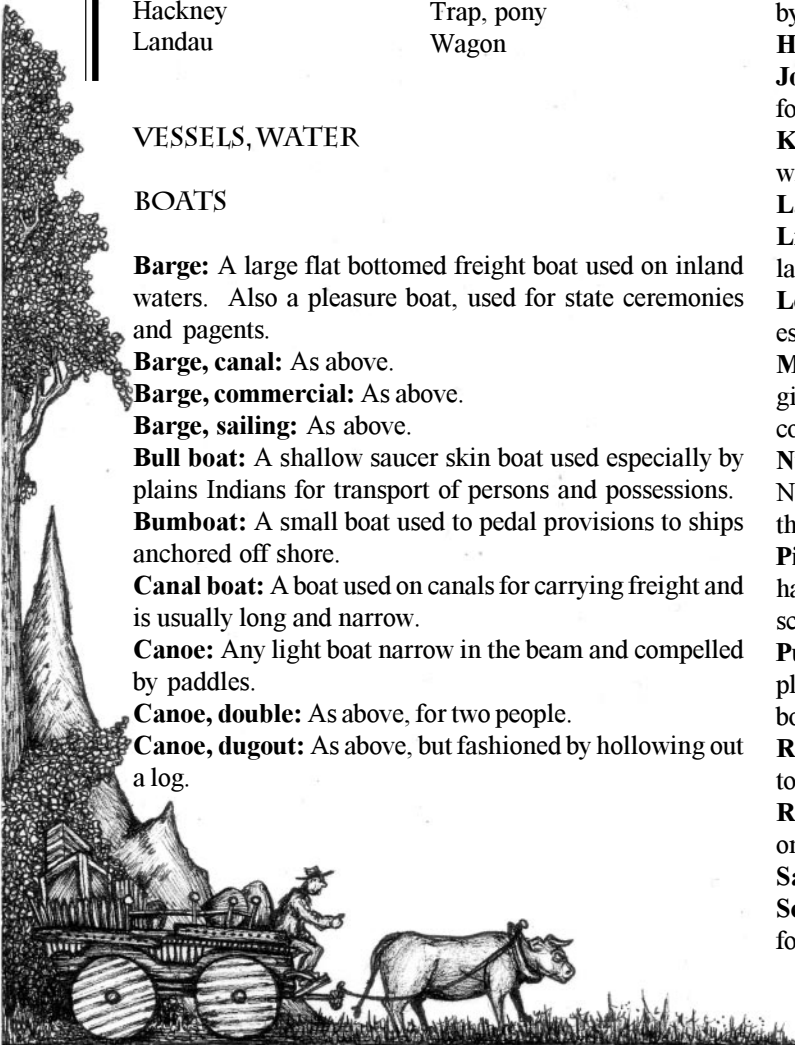 Hackney Trap, pony
Landau Wagon
VESSELS, WATER
BOATS
Barge: A large flat bottomed freight boat used on inland
waters. Also a pleasure boat, used for state ceremonies
and pagents.
Barge, canal: As above.
Barge, commercial: As above.
Barge, sailing: As above.
Bull boat: A shallow saucer skin boat used especially by
plains Indians for transport of persons and possessions.
Bumboat: A small boat used to pedal provisions to ships
anchored off shore.
Canal boat: A boat used on canals for carrying freight and
is usually long and narrow.
Canoe: Any light boat narrow in the beam and compelled
by paddles.
Canoe, double: As above, for two people.
Canoe, dugout: As above, but fashioned by hollowing out
a log.